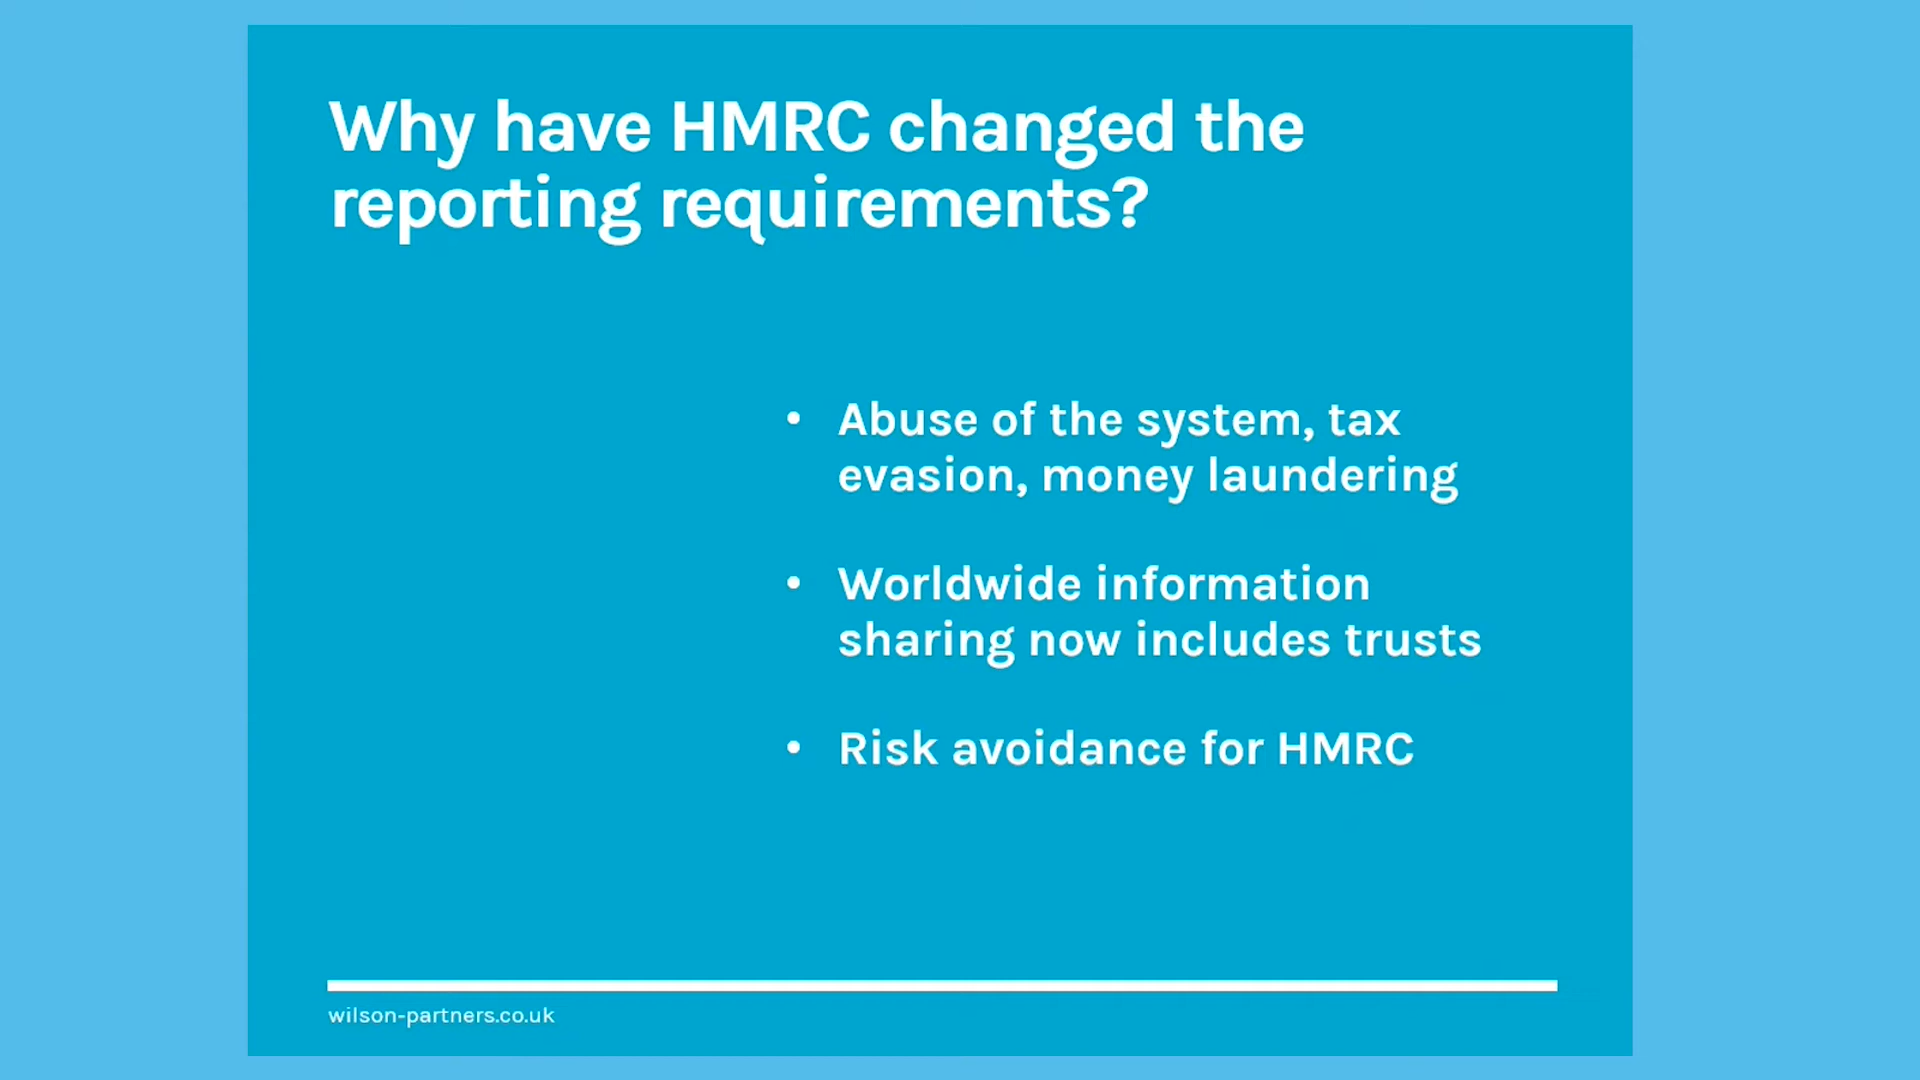 Why have HMRC changed the
reporting requirements?
• Abuse of the system, tax
evasion, money laundering
• Worldwide information
sharing now includes trusts
• Risk avoidance for HMRC
wilson-partners.co.uk